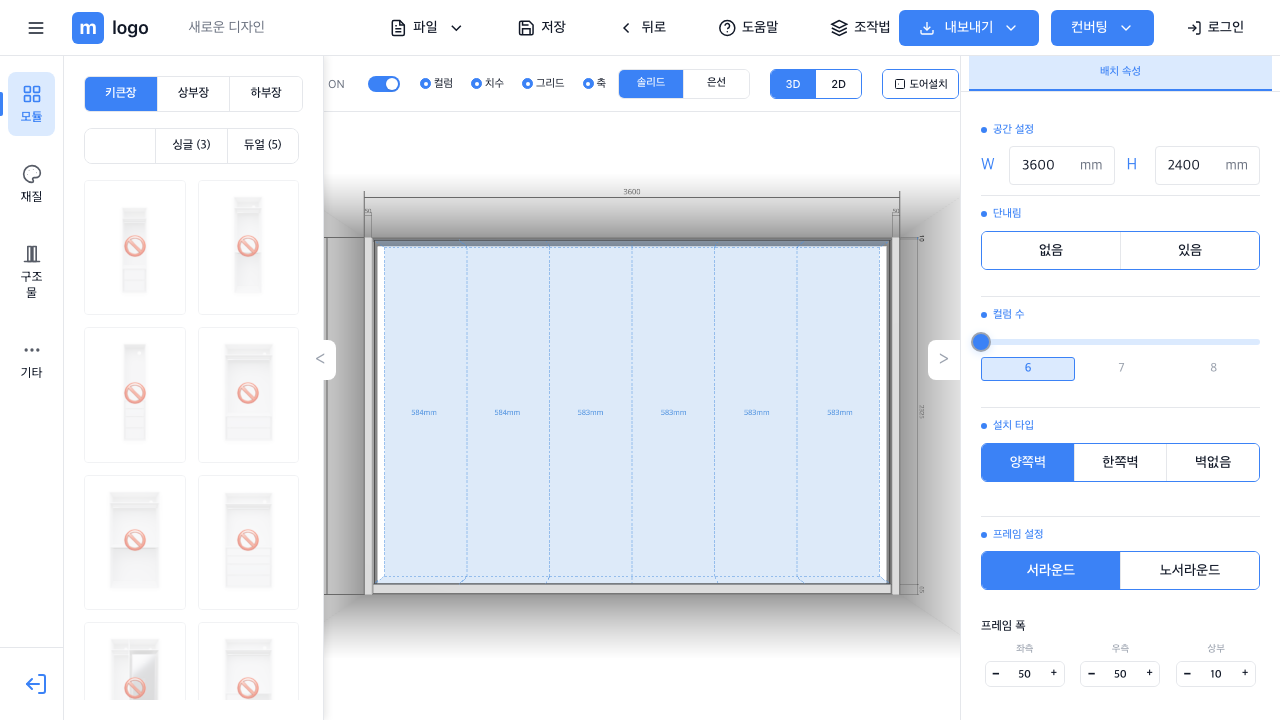 m logo
새로운 디자인
파일
저장
뒤로
도움말
조작법
내보내기
컨버팅
로그인
모듈
재질
구조
물
기타
키큰장
상부장
하부장
싱글 (3)
듀얼 (5)
ON
컬럼
치수
그리드
축
솔리드
은선
3D
2D
도어설치
3600
50
50
584mm
584mm
583mm
583mm
583mm
583mm
<
>
배치 속성
공간 설정
W
3600 mm
H
2400 mm
단내림
없음
있음
컬럼 수
6
7
8
설치 타입
양쪽벽
한쪽벽
벽없음
프레임 설정
서라운드
노서라운드
프레임 폭
좌측
우측
상부
− 50 +
− 50 +
− 10 +